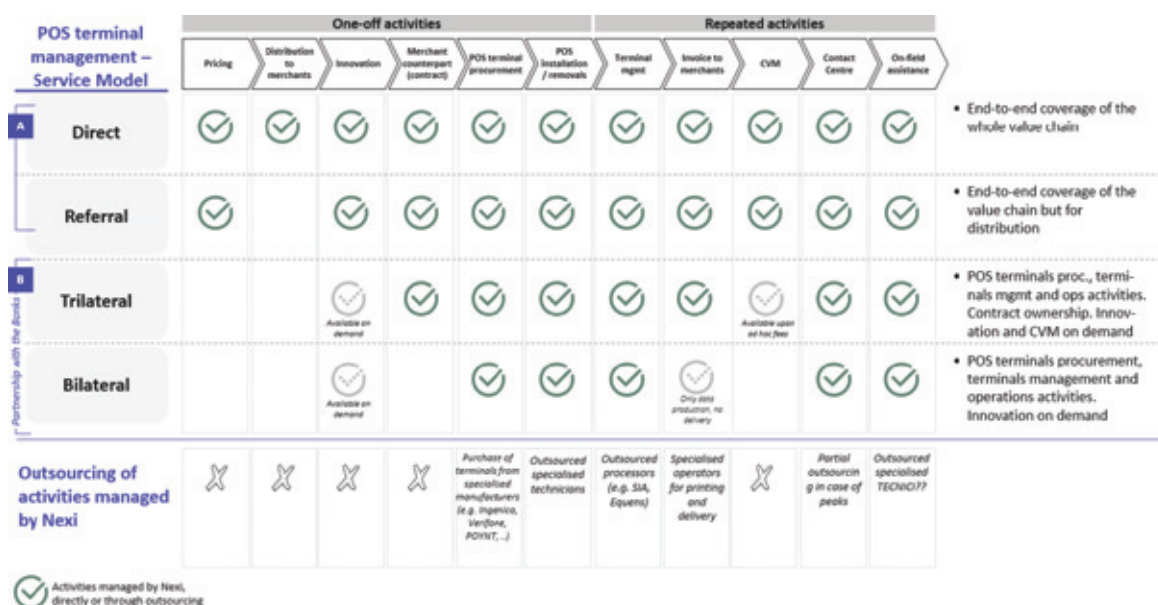 POS terminal
management –
Service Model
One-off activities
Repeated activities
Pricing
Distribution
to
merchants
Innovation
Merchant
counterpart
(contract)
POS terminal
procurement
POS
installation
/ removals
Terminal
mgmt
Invoice to
merchants
CVM
Contact
Centre
On-field
assistance
A
Direct
• End-to-end coverage of the
whole value chain
Referral
• End-to-end coverage of the
value chain but for
distribution
Partnership with the Banks
B
Trilateral
Available on
demand
Available upon
ad hoc fees
• POS terminals proc., termi-
nals mgmt and ops activities.
Contract ownership. Innov-
ation and CVM on demand
Bilateral
Available on
demand
Only data
production, no
delivery
• POS terminals procurement,
terminals management and
operations activities.
Innovation on demand
Outsourcing of
activities managed
by Nexi
Purchase of
terminals from
specialised
manufacturers
(e.g. Ingenico,
Verifone,
POYNT, ..)
Outsourced
specialised
technicians
Outsourced
processors
(e.g. SIA,
Equens)
Specialised
operators
for printing
and
delivery
Partial
outsourcin
g in case of
peaks
Outsourced
specialised
TECNICI??
Activities managed by Nexi,
directly or through outsourcing